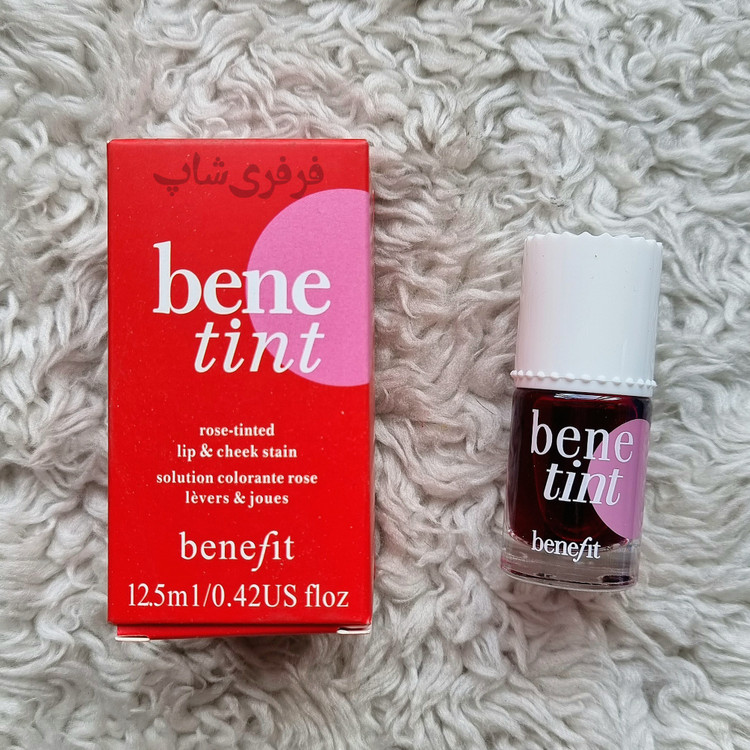 فرفری شاپ
bene
tint
rose-tinted
lip & cheek stain
solution colorante rose
lèvers & joues
benefit
12.5m1/0.42US floz
bene
tint
benefit